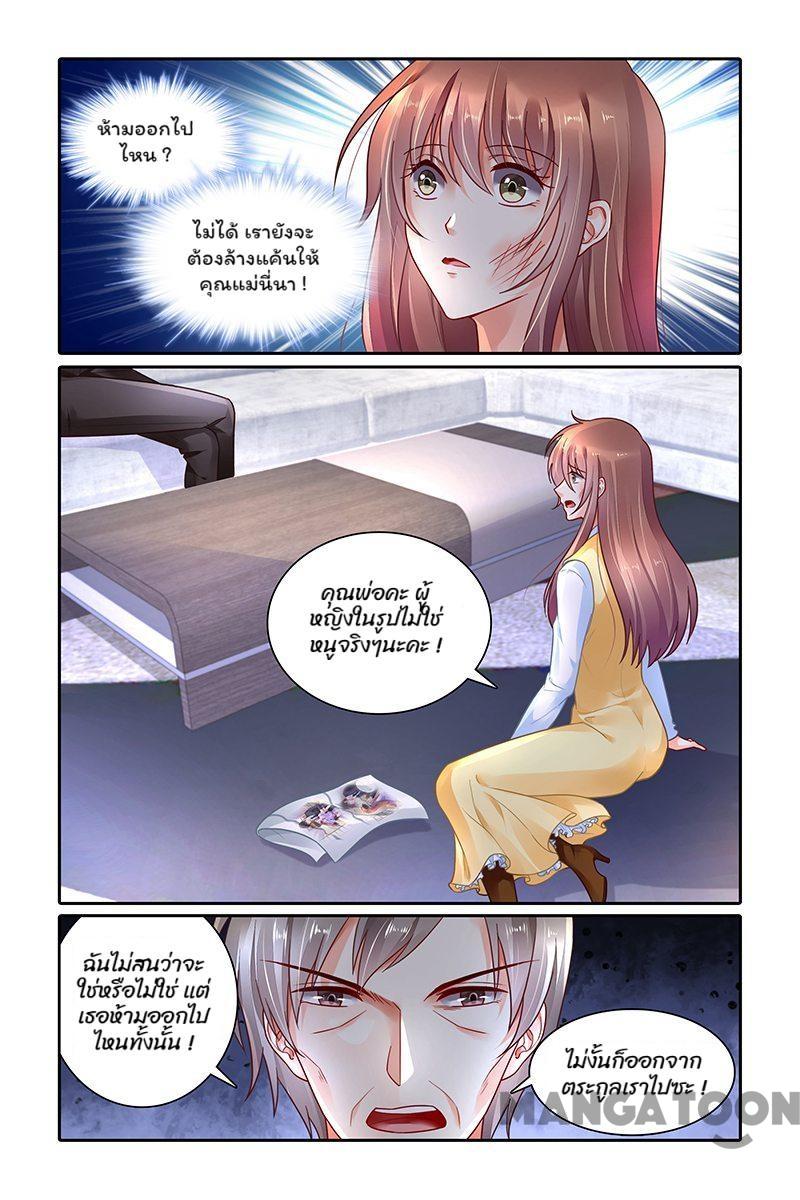 ห้ามออกไป
ไหน ?
ไม่ได้ เรายังจะ
ต้องล้างแค้นให้
คุณแม่นี่นา !
คุณพ่อคะ ผู้
หญิงในรูปไม่ใช่
หนูจริงๆนะคะ !
ฉันไม่สนว่าจะ
ใช่หรือไม่ใช่ แต่
เธอห้ามออกไป
ไหนทั้งนั้น !
ไม่งั้นก็ออกจาก
ตระกูลเราไปซะ !
MANGATOON